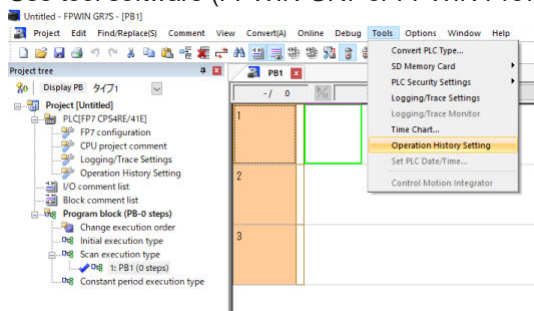 Untitled - FPWIN GR7S - [PB1]
Project Edit Find/Replace(S) Comment View Convert(A) Online Debug Tools Options Window Help
Project tree
Display PB タイプ1
Project [Untitled]
PLC[FP7 CPS4RE/41E]
FP7 configuration
CPU project comment
Logging/Trace Settings
Operation History Setting
I/O comment list
Block comment list
Program block (PB-0 steps)
Change execution order
Initial execution type
Scan execution type
1: PB1 (0 steps)
Constant period execution type
PB1
-/ 0
1
2
3
Convert PLC Type...
SD Memory Card
PLC Security Settings
Logging/Trace Settings
Logging/Trace Monitor
Time Chart...
Operation History Setting
Set PLC Date/Time...
Control Motion Integrator